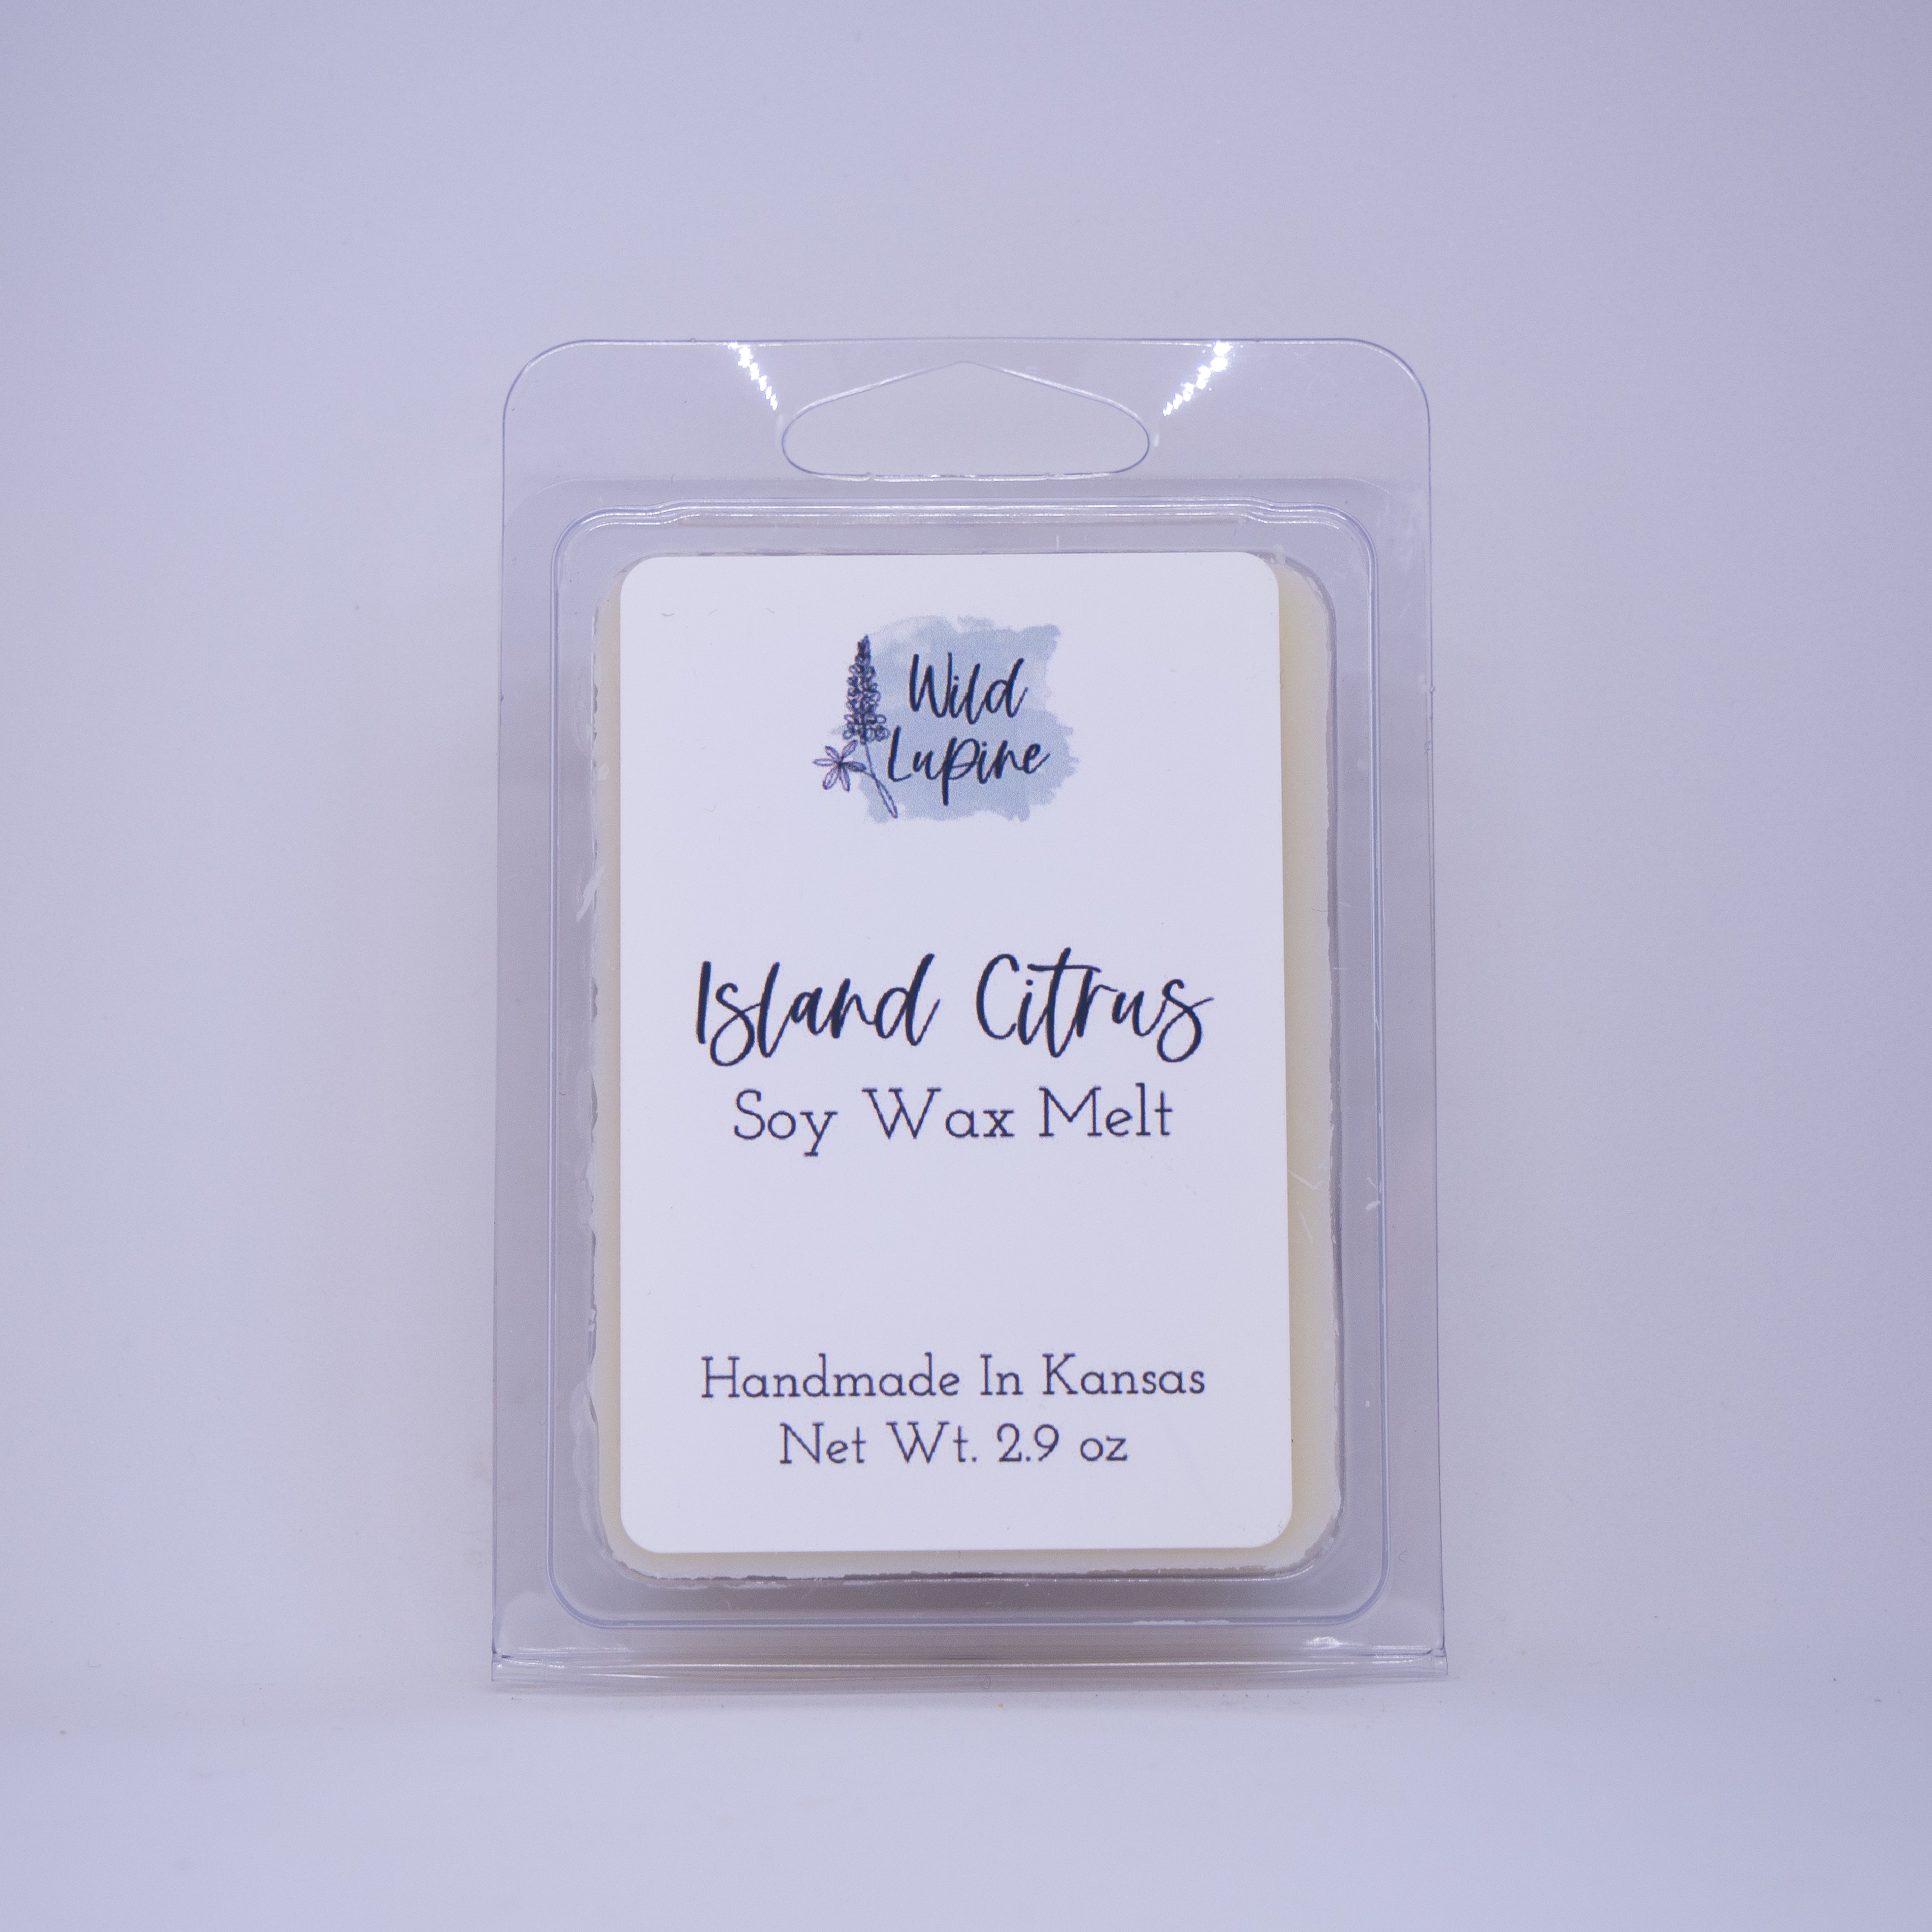 Wild
Lupine
Island Citrus
Soy Wax Melt
Handmade In Kansas
Net Wt. 2.9 oz